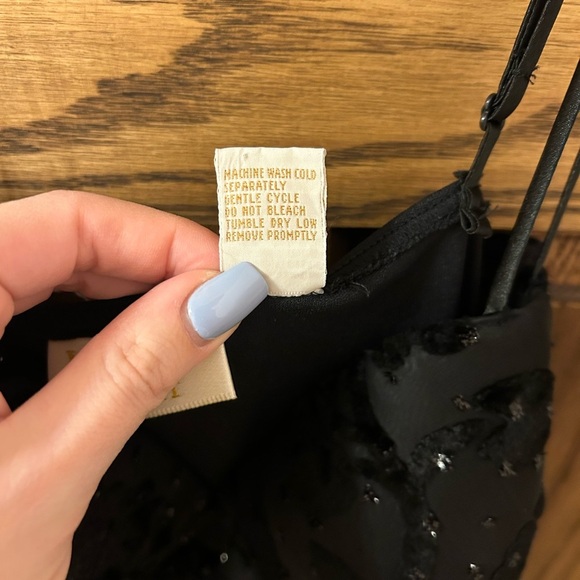 MACHINE WASH COLD
SEPARATELY
GENTLE CYCLE
DO NOT BLEACH
TUMBLE DRY LOW
REMOVE PROMPTLY